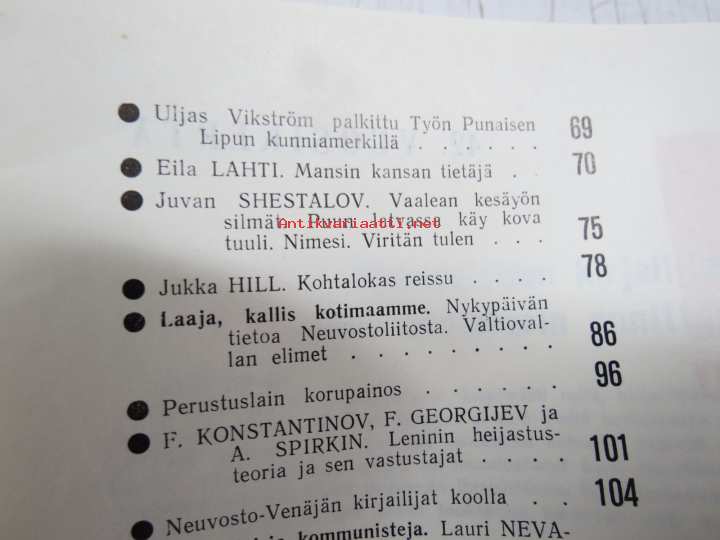 ● Uljas Vikström palkittu Työn Punaisen
Lipun kunniamerkillä . . . . . . 69
● Eila LAHTI. Mansin kansan tietäjä . . 70
● Juvan SHESTALOV. Vaalean kesäyön
silmät. Puun latvassa käy kova
Antikvariaatti.net
tuuli. Nimesi. Viritän tulen . . . 75
● Jukka HILL. Kohtalokas reissu . . . . 78
● Laaja, kallis kotimaamme. Nykypäivän
tietoa Neuvostoliitosta. Valtioval-
lan elimet . . . . . . . . . 86
● Perustuslain korupainos . . . . . . 96
● F. KONSTANTINOV, F. GEORGIJEV ja
A. SPIRKIN. Leninin heijastus-
teoria ja sen vastustajat . . . . 101
● Neuvosto-Venäjän kirjailijat koolla . . 104
kommunisteja. Lauri NEVA-